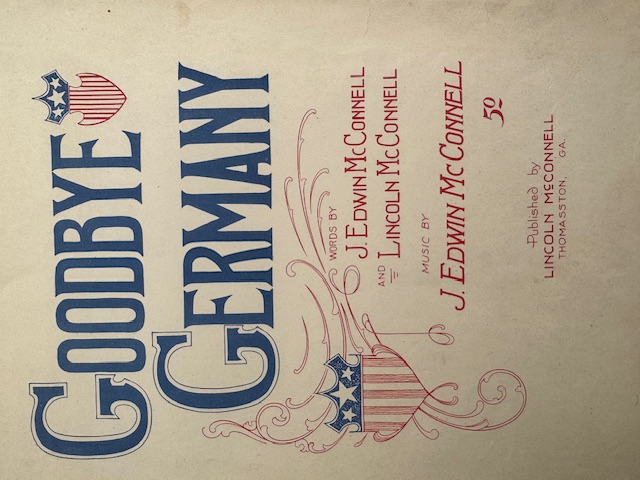 GOODBYE
GERMANY
WORDS BY
J. EDWIN McCONNELL
AND
LINCOLN McCONNELL
MUSIC BY
J. EDWIN McCONNELL
50
Published by
LINCOLN McCONNELL
THOMASSTON, GA.